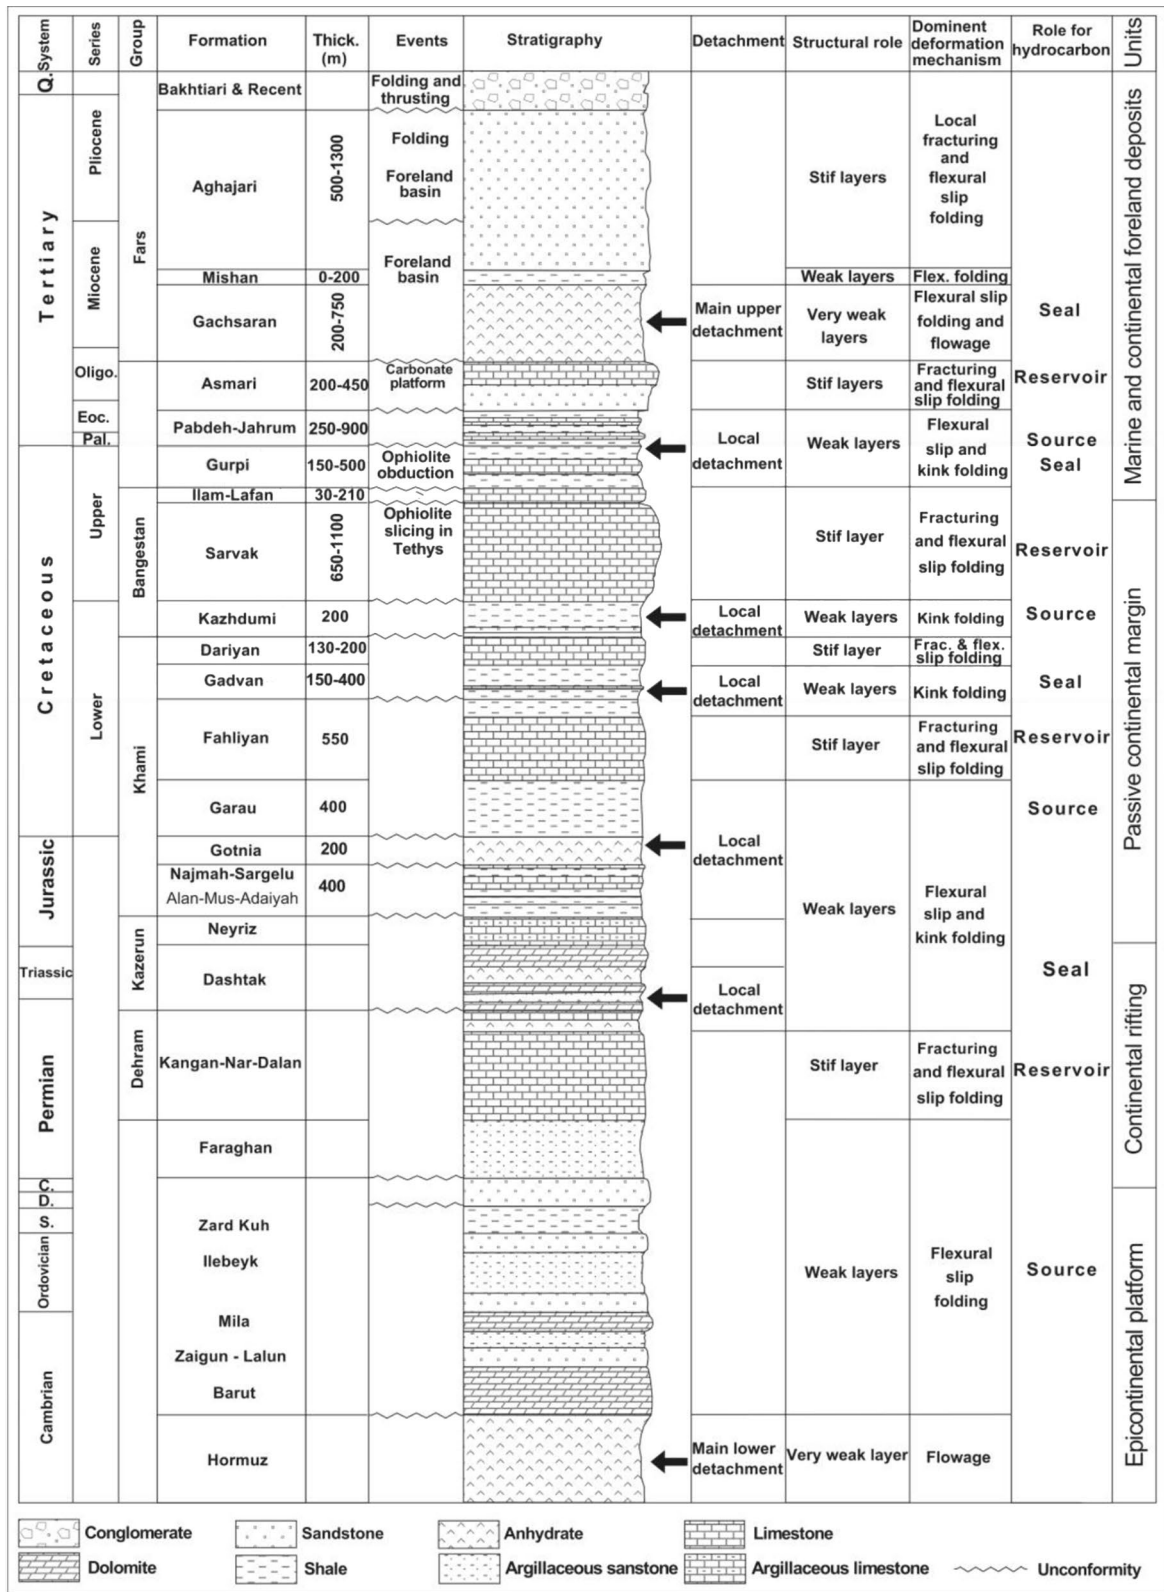 System
Series
Group
Formation
Thick.
(m)
Events
Stratigraphy
Detachment
Structural role
Dominent
deformation
mechanism
Role for
hydrocarbon
Units
Q.
Tertiary
Cretaceous
Jurassic
Triassic
Permian
C.
D.
S.
Ordovician
Cambrian
Pliocene
Miocene
Oligo.
Eoc.
Pal.
Upper
Lower
Fars
Bangestan
Khami
Kazerun
Dehram
Bakhtiari & Recent
Aghajari
Mishan
Gachsaran
Asmari
Pabdeh-Jahrum
Gurpi
Ilam-Lafan
Sarvak
Kazhdumi
Dariyan
Gadvan
Fahliyan
Garau
Gotnia
Najmah-Sargelu
Alan-Mus-Adaiyah
Neyriz
Dashtak
Kangan-Nar-Dalan
Faraghan
Zard Kuh
Ilebeyk
Mila
Zaigun - Lalun
Barut
Hormuz
500-1300
0-200
200-750
200-450
250-900
150-500
30-210
650-1100
200
130-200
150-400
550
400
200
400
Folding and
thrusting
Folding
Foreland
basin
Foreland
basin
Carbonate
platform
Ophiolite
obduction
Ophiolite
slicing in
Tethys
Main upper
detachment
Local
detachment
Local
detachment
Local
detachment
Local
detachment
Local
detachment
Main lower
detachment
Stif layers
Weak layers
Very weak
layers
Stif layers
Weak layers
Stif layer
Weak layers
Stif layer
Weak layers
Stif layer
Weak layers
Stif layer
Weak layers
Very weak layer
Local
fracturing
and
flexural
slip
folding
Flex. folding
Flexural slip
folding and
flowage
Fracturing
and flexural
slip folding
Flexural
slip and
kink folding
Fracturing
and flexural
slip folding
Kink folding
Frac. & flex.
slip folding
Kink folding
Fracturing
and flexural
slip folding
Flexural
slip and
kink folding
Fracturing
and flexural
slip folding
Flexural
slip
folding
Flowage
Seal
Reservoir
Source
Seal
Reservoir
Source
Seal
Reservoir
Source
Seal
Reservoir
Source
Marine and continental foreland deposits
Passive continental margin
Continental rifting
Epicontinental platform
Conglomerate
Sandstone
Anhydrate
Limestone
Dolomite
Shale
Argillaceous sanstone
Argillaceous limestone
Unconformity